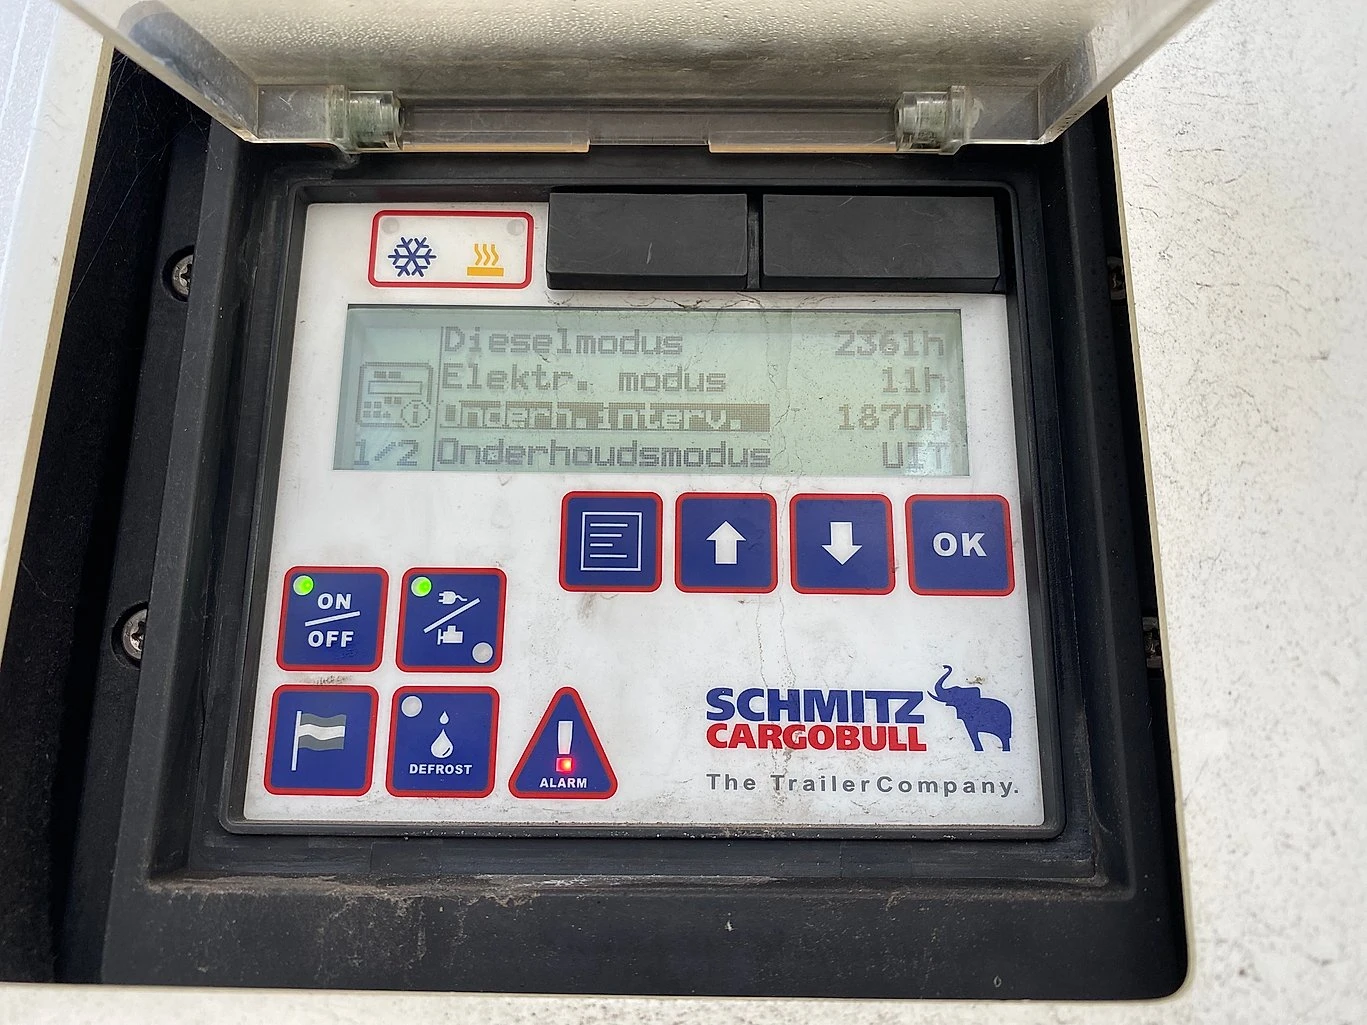 Dieselmodus 2361h
Elektr. modus 11h
Onderh.interv. 1870h
1/2 Onderhoudsmodus UIT
OK
ON
OFF
DEFROST
ALARM
SCHMITZ
CARGOBULL
The TrailerCompany.